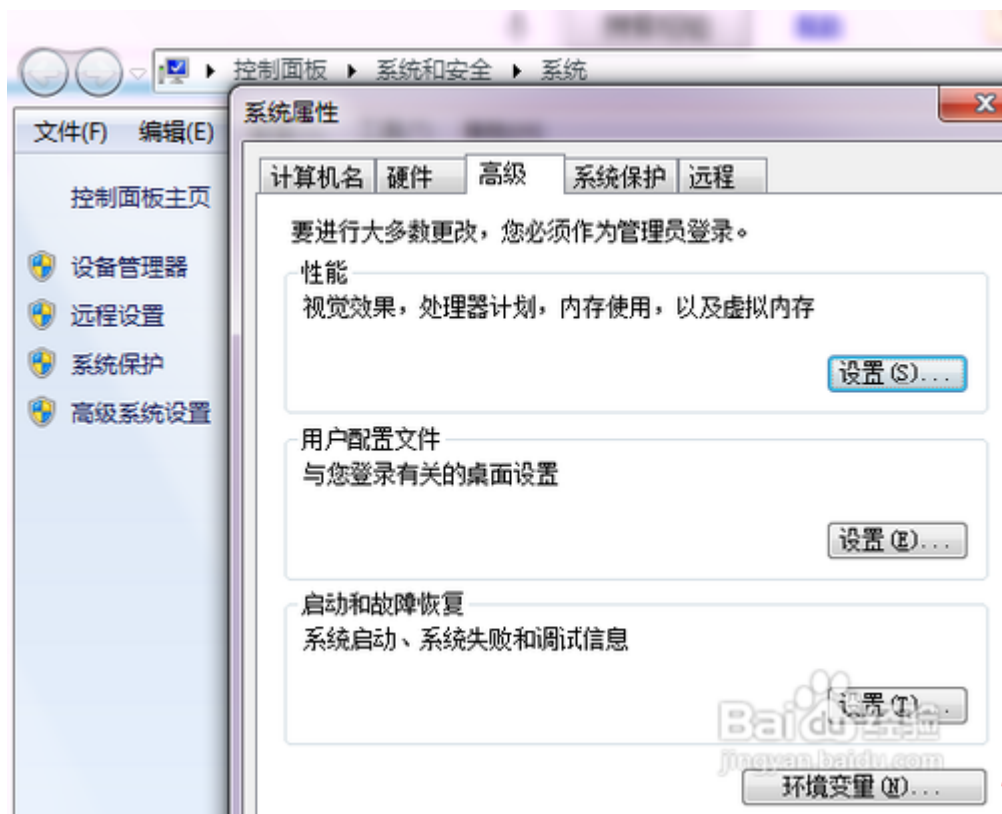 控制面板 系统和安全 系统
系统属性
文件(F) 编辑(E)
计算机名 硬件 高级 系统保护 远程
控制面板主页
设备管理器
远程设置
系统保护
高级系统设置
要进行大多数更改，您必须作为管理员登录。
性能
视觉效果，处理器计划，内存使用，以及虚拟内存
设置(S)...
用户配置文件
与您登录有关的桌面设置
设置(E)...
启动和故障恢复
系统启动、系统失败和调试信息
设置(T)...
Baidu经验
jingyan.baidu.com
环境变量(N)...